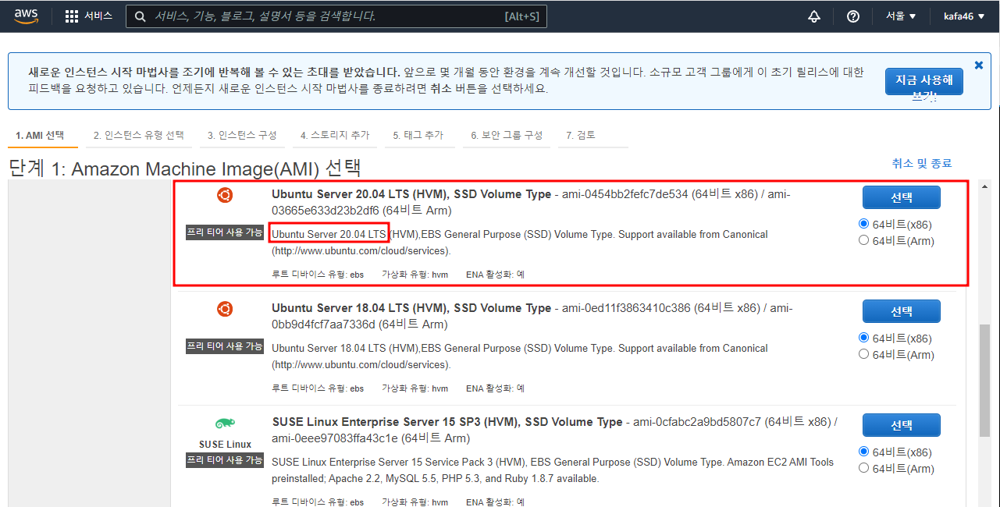 aws
서비스
서비스, 기능, 블로그, 설명서 등을 검색합니다.
[Alt+S]
서울 ▼
kafa46 ▼
새로운 인스턴스 시작 마법사를 조기에 반복해 볼 수 있는 초대를 받았습니다. 앞으로 몇 개월 동안 환경을 계속 개선할 것입니다. 소규모 고객 그룹에게 이 초기 릴리스에 대한
피드백을 요청하고 있습니다. 언제든지 새로운 인스턴스 시작 마법사를 종료하려면 취소 버튼을 선택하세요.
지금 사용해
보기!
1. AMI 선택
2. 인스턴스 유형 선택
3. 인스턴스 구성
4. 스토리지 추가
5. 태그 추가
6. 보안 그룹 구성
7. 검토
단계 1: Amazon Machine Image(AMI) 선택
취소 및 종료
Ubuntu Server 20.04 LTS (HVM), SSD Volume Type - ami-0454bb2fefc7de534 (64비트 x86) / ami-
03665e633d23b2df6 (64비트 Arm)
프리 티어 사용 가능
Ubuntu Server 20.04 LTS (HVM),EBS General Purpose (SSD) Volume Type. Support available from Canonical
(http://www.ubuntu.com/cloud/services).
루트 디바이스 유형: ebs
가상화 유형: hvm
ENA 활성화: 예
선택
64비트(x86)
64비트(Arm)
Ubuntu Server 18.04 LTS (HVM), SSD Volume Type - ami-0ed11f3863410c386 (64비트 x86) / ami-
0bb9d4fcf7aa7336d (64비트 Arm)
프리 티어 사용 가능
Ubuntu Server 18.04 LTS (HVM),EBS General Purpose (SSD) Volume Type. Support available from Canonical
(http://www.ubuntu.com/cloud/services).
루트 디바이스 유형: ebs
가상화 유형: hvm
ENA 활성화: 예
선택
64비트(x86)
64비트(Arm)
SUSE Linux
프리 티어 사용 가능
SUSE Linux Enterprise Server 15 SP3 (HVM), SSD Volume Type - ami-0cfabc2a9bd5807c7 (64비트 x86) /
ami-0eee97083ffa43c1e (64비트 Arm)
SUSE Linux Enterprise Server 15 Service Pack 3 (HVM), EBS General Purpose (SSD) Volume Type. Amazon EC2 AMI Tools
preinstalled; Apache 2.2, MySQL 5.5, PHP 5.3, and Ruby 1.8.7 available.
루트 디바이스 유형: ebs
가상화 유형: hvm
ENA 활성화: 예
선택
64비트(x86)
64비트(Arm)